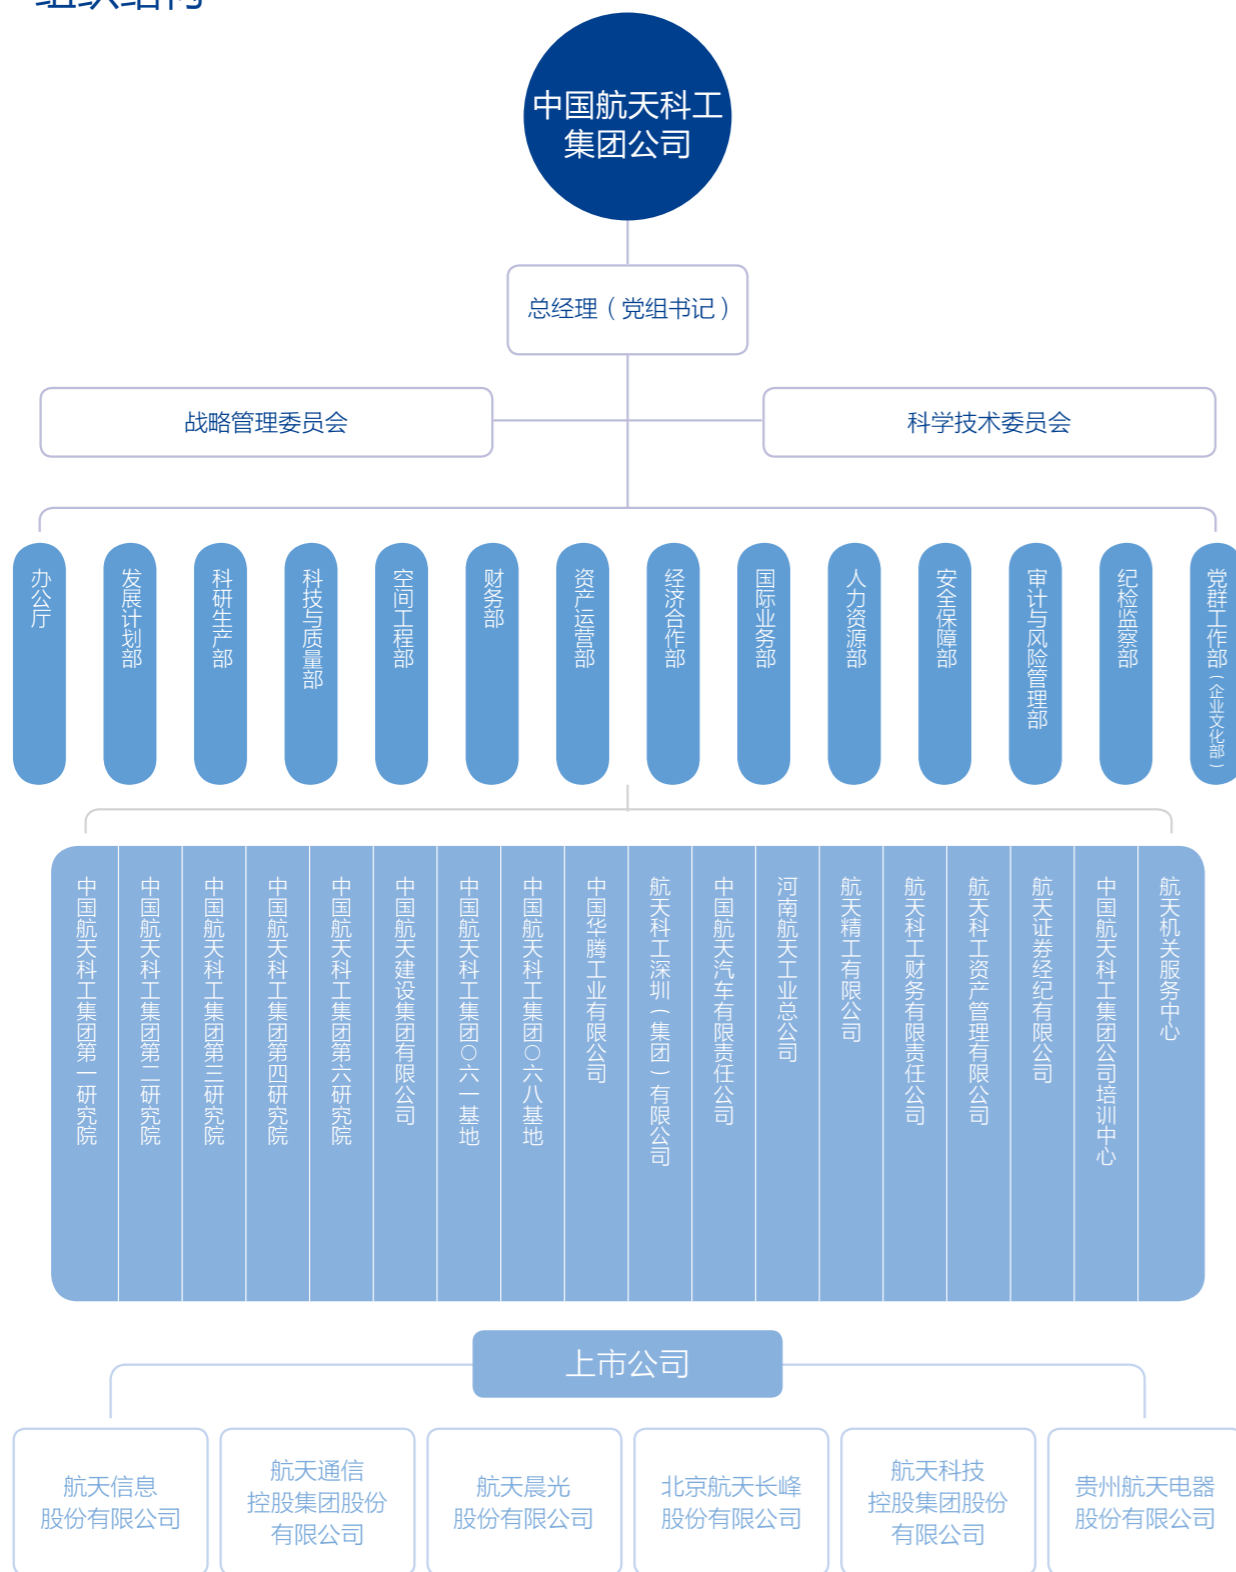 组织结构
中国航天科工
集团公司
总经理（党组书记）
战略管理委员会
科学技术委员会
办公厅
发展计划部
科研生产部
科技与质量部
空间工程部
财务部
资产运营部
经济合作部
国际业务部
人力资源部
安全保障部
审计与风险管理部
纪检监察部
党群工作部（企业文化部）
中国航天科工集团第一研究院
中国航天科工集团第二研究院
中国航天科工集团第三研究院
中国航天科工集团第四研究院
中国航天科工集团第六研究院
中国航天建设集团有限公司
中国航天科工集团〇六一基地
中国航天科工集团〇六八基地
中国华腾工业有限公司
航天科工深圳（集团）有限公司
中国航天汽车有限责任公司
河南航天工业总公司
航天精工有限公司
航天科工财务有限责任公司
航天科工资产管理有限公司
航天证券经纪有限公司
中国航天科工集团公司培训中心
航天机关服务中心
上市公司
航天信息
股份有限公司
航天通信
控股集团股份
有限公司
航天晨光
股份有限公司
北京航天长峰
股份有限公司
航天科技
控股集团股份
有限公司
贵州航天电器
股份有限公司